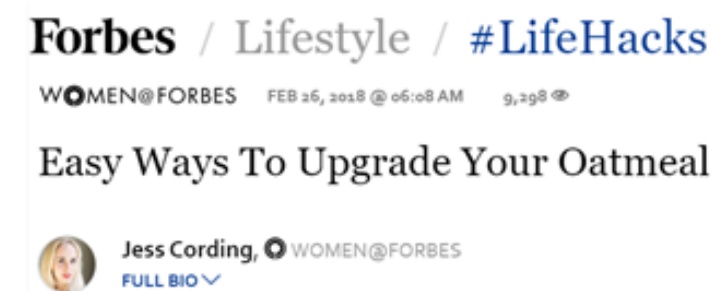 Forbes / Lifestyle / #LifeHacks
WOMEN@FORBES FEB 26, 2018 @ 06:08 AM 9,298
Easy Ways To Upgrade Your Oatmeal
Jess Cording, WOMEN@FORBES
FULL BIO